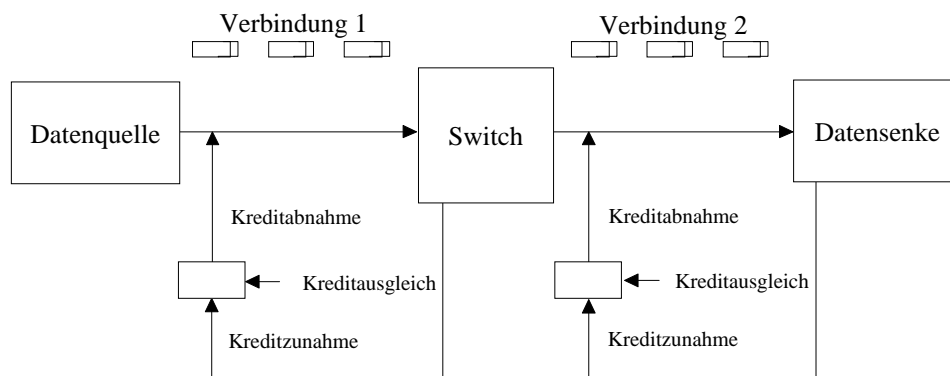 Verbindung 1
Verbindung 2
Datenquelle
Switch
Datensenke
Kreditabnahme
Kreditabnahme
Kreditausgleich
Kreditausgleich
Kreditzunahme
Kreditzunahme